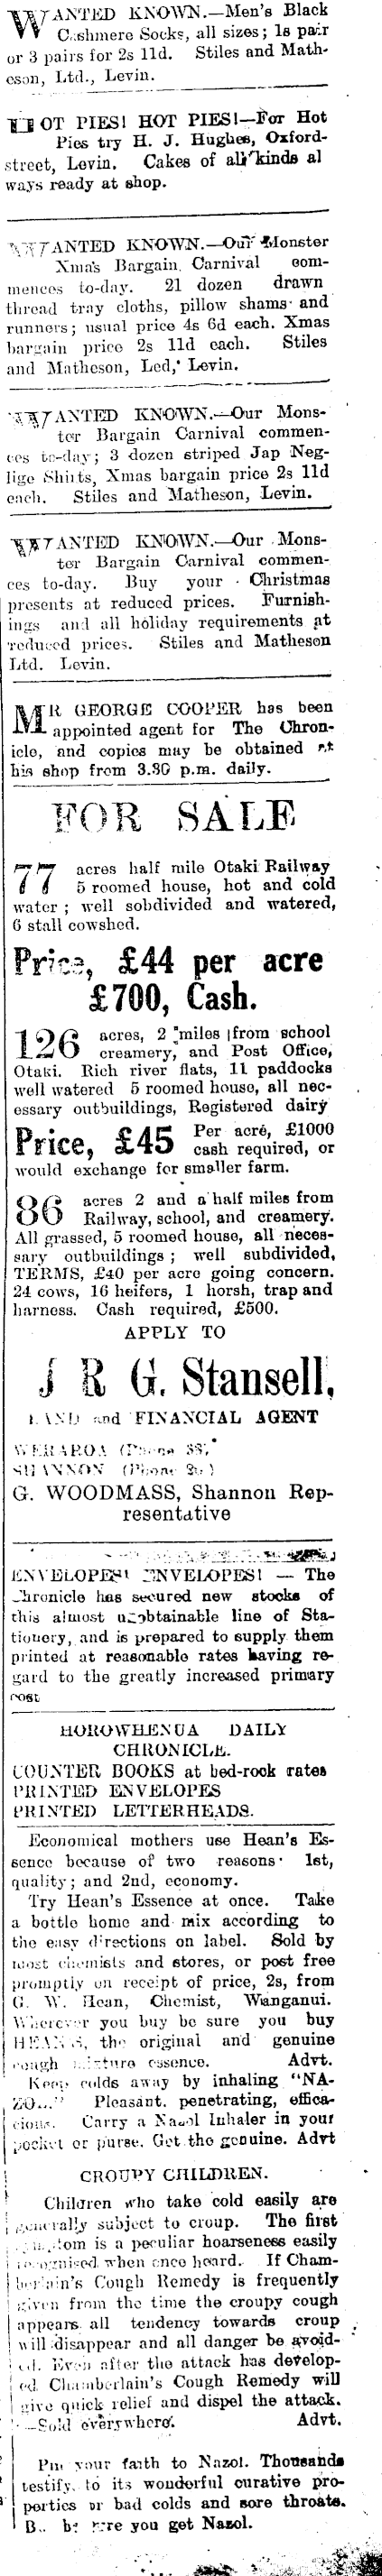 WANTED KNOWN.—Men's Black
Cashmere Socks, all sizes; 1s pair
or 3 pairs for 2s 11d. Stiles and Math-
eson, Ltd., Levin.
HOT PIES! HOT PIES!—For Hot
Pies try H. J. Hughes, Oxford-
street, Levin. Cakes of all kinds al
ways ready at shop.
WANTED KNOWN.—Our Monster
Xmas Bargain, Carnival com-
mences to-day. 21 dozen drawn
thread tray cloths, pillow shams and
runners; usual price 4s 6d each. Xmas
bargain price 2s 11d each. Stiles
and Matheson, Led, Levin.
WANTED KNOWN.—Our Mons-
ter Bargain Carnival commen-
ces to-day; 3 dozen striped Jap Neg-
lige Shirts, Xmas bargain price 2s 11d
each. Stiles and Matheson, Levin.
WANTED KNOWN.—Our Mons-
ter Bargain Carnival commen-
ces to-day. Buy your Christmas
presents at reduced prices. Furnish-
ings and all holiday requirements at
reduced prices. Stiles and Matheson
Ltd. Levin.
MR GEORGE COOPER has been
appointed agent for The Chron-
icle, and copies may be obtained at
his shop from 3.30 p.m. daily.
FOR SALE
77 acres half mile Otaki Railway
5 roomed house, hot and cold
water; well sobdivided and watered,
6 stall cowshed.
Price, £44 per acre
£700, Cash.
126 acres, 2 miles from school
creamery, and Post Office,
Otaki. Rich river flats, 11 paddocks
well watered 5 roomed house, all nec-
essary outbuildings, Registered dairy
Price, £45 Per acre, £1000
cash required, or
would exchange for smaller farm.
86 acres 2 and a half miles from
Railway, school, and creamery.
All grassed, 5 roomed house, all neces-
sary outbuildings; well subdivided,
TERMS, £40 per acre going concern.
24 cows, 16 heifers, 1 horsh, trap and
harness. Cash required, £500.
APPLY TO
J R G. Stansell,
LAND and FINANCIAL AGENT
WERAROA (Phone
SHANNON (Phone
G. WOODMASS, Shannon Rep-
resentative
ENVELOPES! ENVELOPES! — The
Chronicle has secured new stocks of
this almost unobtainable line of Sta-
tionery, and is prepared to supply them
printed at reasonable rates having re-
gard to the greatly increased primary
cost
HOROWHENUA DAILY
CHRONICLE.
COUNTER BOOKS at bed-rock rates
PRINTED ENVELOPES
PRINTED LETTERHEADS.
Economical mothers use Hean's Es-
sence because of two reasons: 1st,
quality; and 2nd, economy.
Try Hean's Essence at once. Take
a bottle home and mix according to
the easy directions on label. Sold by
most chemists and stores, or post free
promptly on receipt of price, 2s, from
G. W. Hean, Chemist, Wanganui.
Wherever you buy be sure you buy
HEAN'S, the original and genuine
cough mixture essence. Advt.
Keep colds away by inhaling "NA-
ZOL." Pleasant, penetrating, effica-
cious. Carry a Nazol Inhaler in your
pocket or purse. Get the genuine. Advt
CROUPY CHILDREN.
Children who take cold easily are
generally subject to croup. The first
symptom is a peculiar hoarseness easily
recognised when once heard. If Cham-
berlain's Cough Remedy is frequently
given from the time the croupy cough
appears all tendency towards croup
will disappear and all danger be avoid-
ed. Even after the attack has develop-
ed Chamberlain's Cough Remedy will
give quick relief and dispel the attack.
—Sold everywhere. Advt.
Pin your faith to Nazol. Thousands
testify to its wonderful curative pro-
perties or bad colds and sore throats.
you get Nazol.